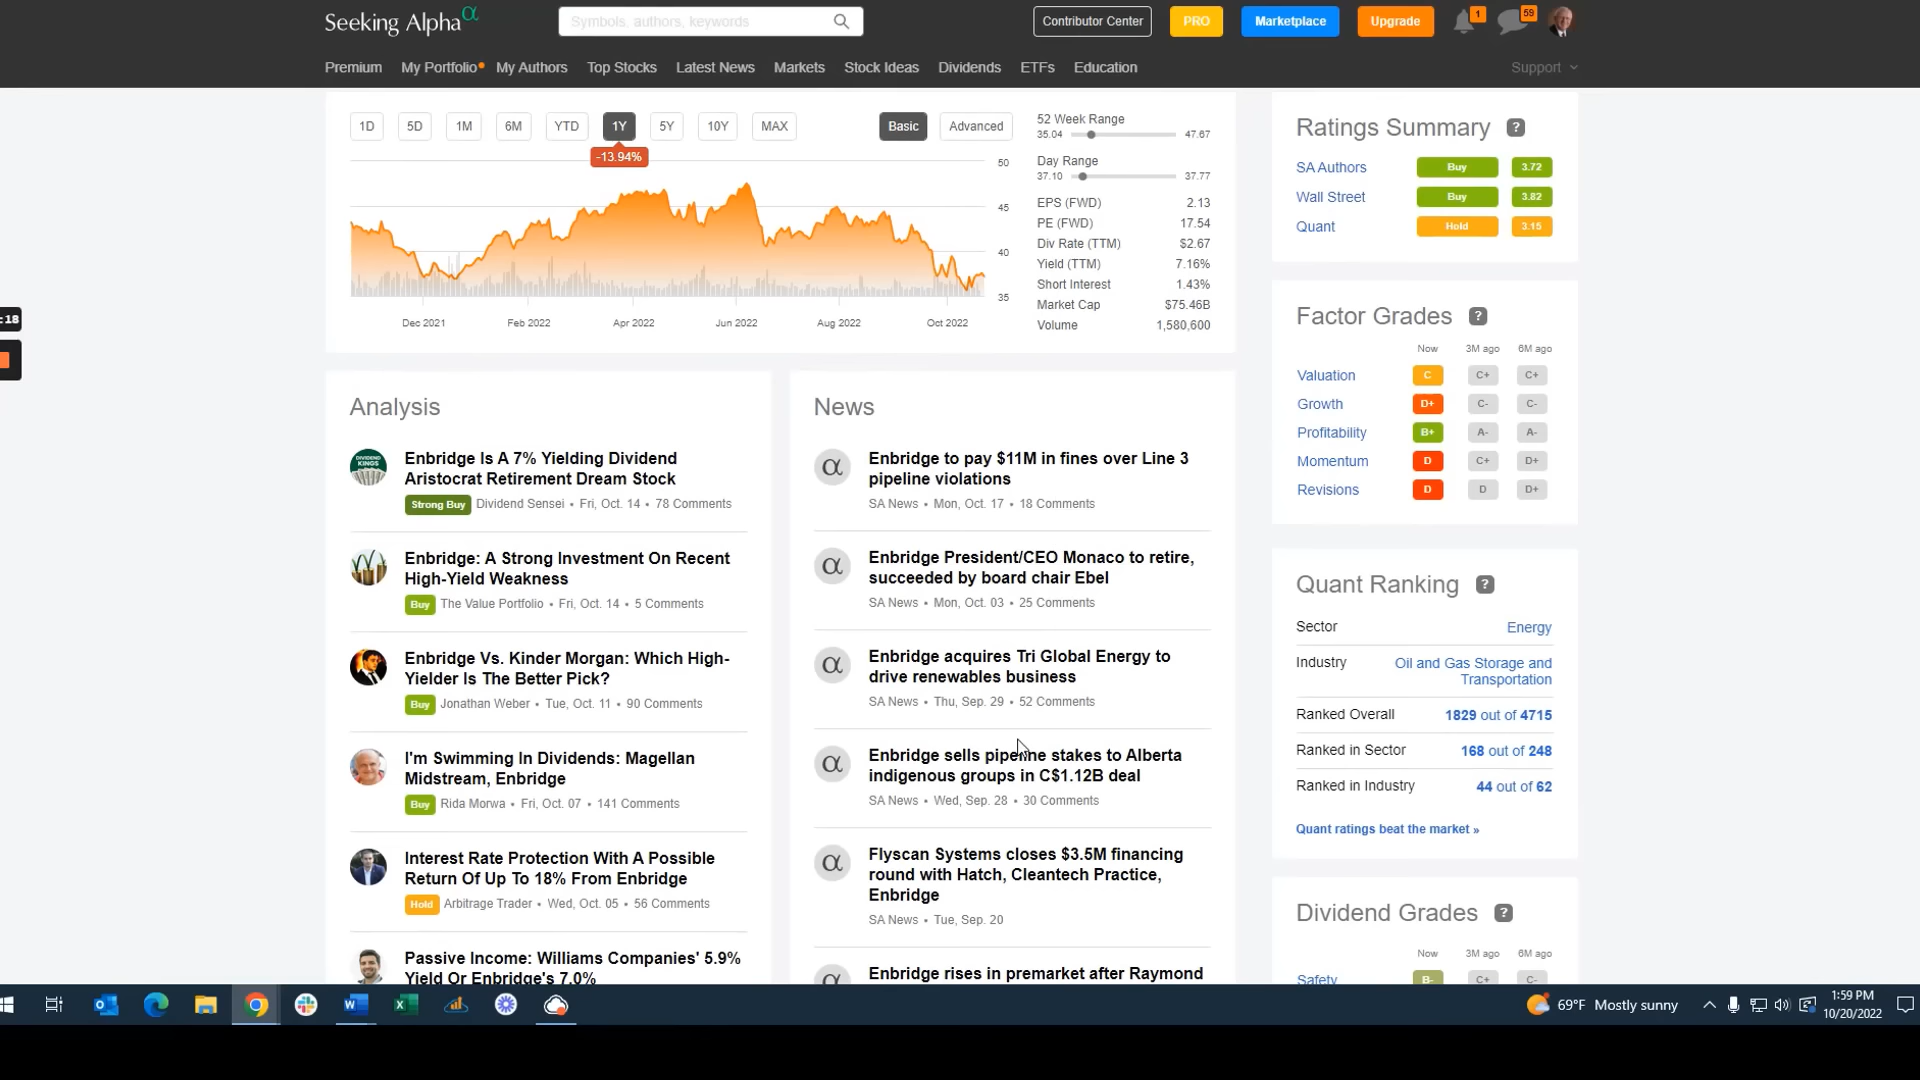 Seeking Alpha α
Symbols, authors, keywords
Contributor Center
PRO
Marketplace
Upgrade
1
59
Premium
My Portfolio
My Authors
Top Stocks
Latest News
Markets
Stock Ideas
Dividends
ETFs
Education
Support
1D
5D
1M
6M
YTD
1Y
5Y
10Y
MAX
Basic
Advanced
-13.94%
50
45
40
35
Dec 2021
Feb 2022
Apr 2022
Jun 2022
Aug 2022
Oct 2022
52 Week Range
35.04
47.67
Day Range
37.10
37.77
EPS (FWD) 2.13
PE (FWD) 17.54
Div Rate (TTM) $2.67
Yield (TTM) 7.16%
Short Interest 1.43%
Market Cap $75.46B
Volume 1,580,600
:18
Analysis
Enbridge Is A 7% Yielding Dividend
Aristocrat Retirement Dream Stock
Strong Buy Dividend Sensei • Fri, Oct. 14 • 78 Comments
Enbridge: A Strong Investment On Recent
High-Yield Weakness
Buy The Value Portfolio • Fri, Oct. 14 • 5 Comments
Enbridge Vs. Kinder Morgan: Which High-
Yielder Is The Better Pick?
Buy Jonathan Weber • Tue, Oct. 11 • 90 Comments
I'm Swimming In Dividends: Magellan
Midstream, Enbridge
Buy Rida Morwa • Fri, Oct. 07 • 141 Comments
Interest Rate Protection With A Possible
Return Of Up To 18% From Enbridge
Hold Arbitrage Trader • Wed, Oct. 05 • 56 Comments
Passive Income: Williams Companies' 5.9%
Yield Or Enbridge's 7.0%
DIVIDEND
KINGS
News
Enbridge to pay $11M in fines over Line 3
pipeline violations
SA News • Mon, Oct. 17 • 18 Comments
Enbridge President/CEO Monaco to retire,
succeeded by board chair Ebel
SA News • Mon, Oct. 03 • 25 Comments
Enbridge acquires Tri Global Energy to
drive renewables business
SA News • Thu, Sep. 29 • 52 Comments
Enbridge sells pipeline stakes to Alberta
indigenous groups in C$1.12B deal
SA News • Wed, Sep. 28 • 30 Comments
Flyscan Systems closes $3.5M financing
round with Hatch, Cleantech Practice,
Enbridge
SA News • Tue, Sep. 20
Enbridge rises in premarket after Raymond
α
α
α
α
α
α
Ratings Summary ?
SA Authors Buy 3.72
Wall Street Buy 3.82
Quant Hold 3.15
Factor Grades ?
Now 3M ago 6M ago
Valuation C C+ C+
Growth D+ C- C-
Profitability B+ A- A-
Momentum D C+ D+
Revisions D D D+
Quant Ranking ?
Sector Energy
Industry Oil and Gas Storage and
Transportation
Ranked Overall 1829 out of 4715
Ranked in Sector 168 out of 248
Ranked in Industry 44 out of 62
Quant ratings beat the market »
Dividend Grades ?
Now 3M ago 6M ago
Safety B- C+ C-
69°F Mostly sunny
1:59 PM
10/20/2022